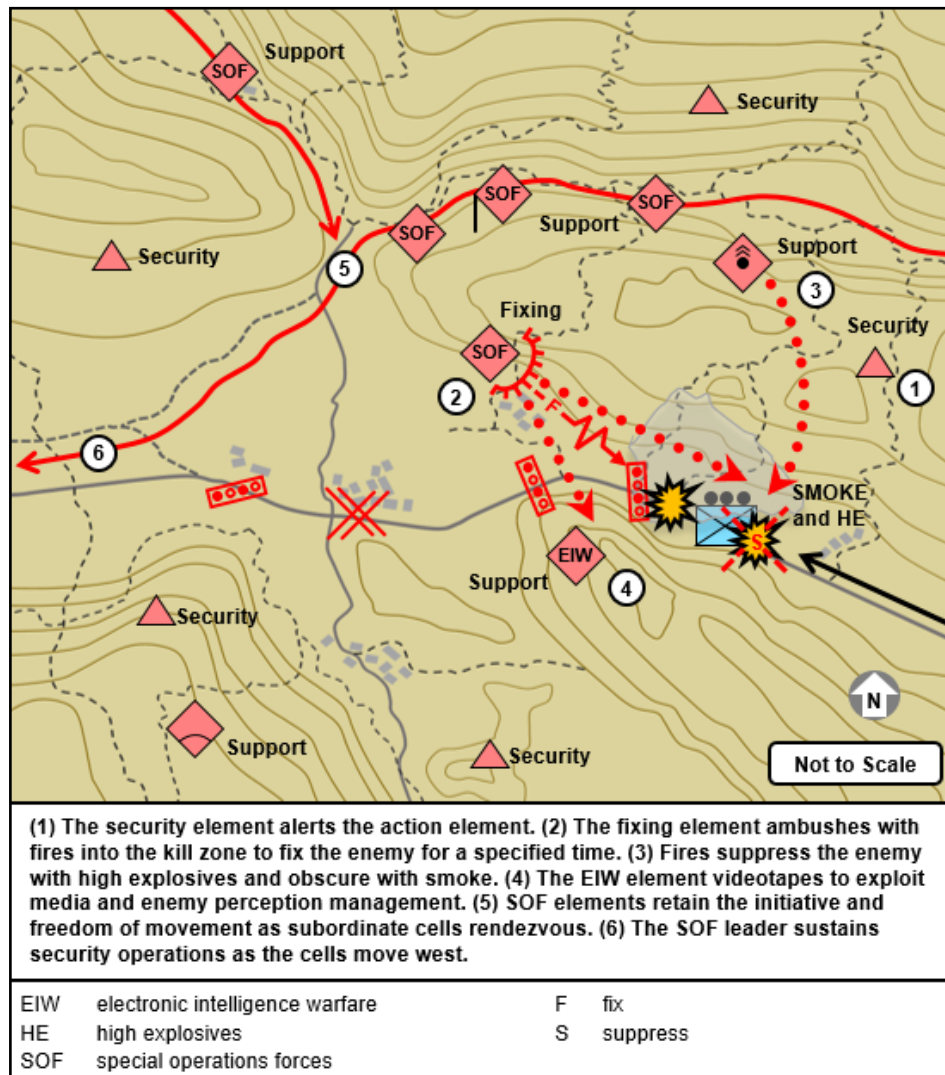 SOF
Support
Security
SOF
SOF
SOF
Support
Support
Security
5
3
Fixing
Security
SOF
1
2
F
6
SMOKE
and HE
S
EIW
Support
4
Security
N
Support
Security
Not to Scale
(1) The security element alerts the action element. (2) The fixing element ambushes with
fires into the kill zone to fix the enemy for a specified time. (3) Fires suppress the enemy
with high explosives and obscure with smoke. (4) The EIW element videotapes to exploit
media and enemy perception management. (5) SOF elements retain the initiative and
freedom of movement as subordinate cells rendezvous. (6) The SOF leader sustains
security operations as the cells move west.
EIW electronic intelligence warfare
F fix
HE high explosives
S suppress
SOF special operations forces